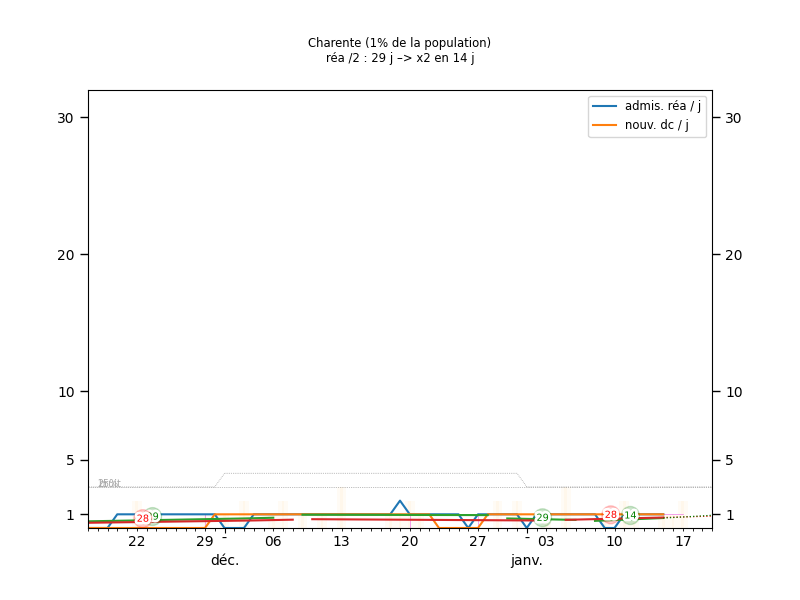 Charente (1% de la population)
réa /2 : 29 j –> x2 en 14 j
admis. réa / j
nouv. dc / j
30 30
20 20
10 10
5 5
1 1
28 9 29 28 14
22 29 06 13 20 27 03 10 17
déc. janv.